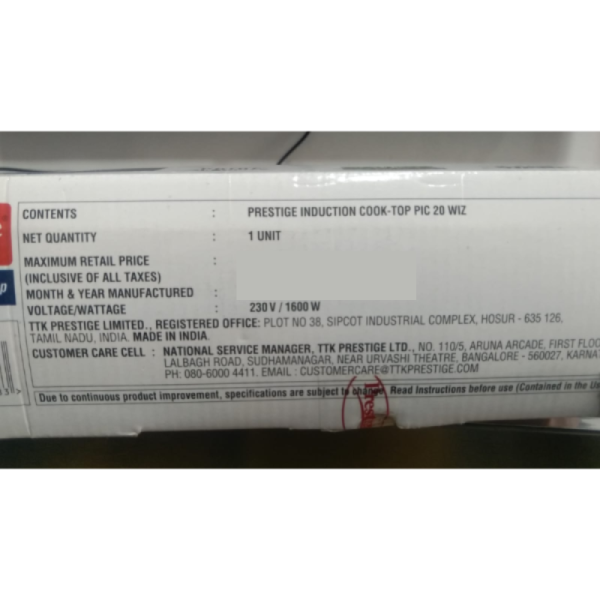 CONTENTS : PRESTIGE INDUCTION COOK-TOP PIC 20 WIZ
NET QUANTITY : 1 UNIT
MAXIMUM RETAIL PRICE :
(INCLUSIVE OF ALL TAXES)
MONTH & YEAR MANUFACTURED :
VOLTAGE/WATTAGE : 230 V / 1600 W
TTK PRESTIGE LIMITED., REGISTERED OFFICE: PLOT NO 38, SIPCOT INDUSTRIAL COMPLEX, HOSUR - 635 126,
TAMIL NADU, INDIA. MADE IN INDIA.
CUSTOMER CARE CELL : NATIONAL SERVICE MANAGER, TTK PRESTIGE LTD., NO. 110/5, ARUNA ARCADE, FIRST FLOO
LALBAGH ROAD, SUDHAMANAGAR, NEAR URVASHI THEATRE, BANGALORE - 560027, KARNAT
PH: 080-6000 4411. EMAIL : CUSTOMERCARE@TTKPRESTIGE.COM
Due to continuous product improvement, specifications are subject to change. Read Instructions before use (Contained in the Us